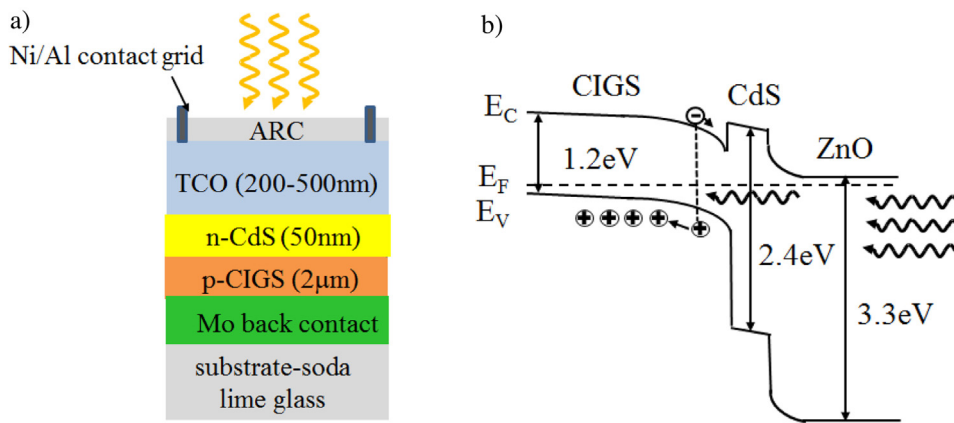 a)
Ni/Al contact grid
ARC
TCO (200-500nm)
n-CdS (50nm)
p-CIGS (2μm)
Mo back contact
substrate-soda
lime glass
b)
CIGS
CdS
ZnO
E_C
1.2eV
E_F
E_V
2.4eV
3.3eV